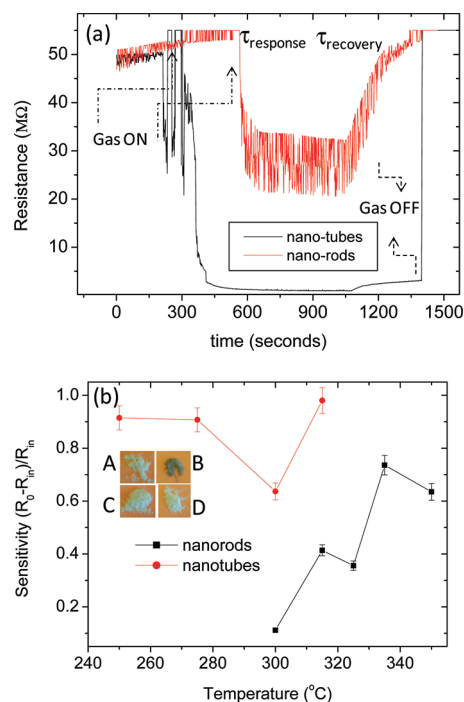 (a)
τresponse τrecovery
Gas ON
Gas OFF
nano-tubes
nano-rods
Resistance (MΩ)
50
40
30
20
10
0 300 600 900 1200 1500
time (seconds)
(b)
A B
C D
nanorods
nanotubes
Sensitivity (R0-Rin)/Rin
1.0
0.8
0.6
0.4
0.2
240 260 280 300 320 340
Temperature (°C)